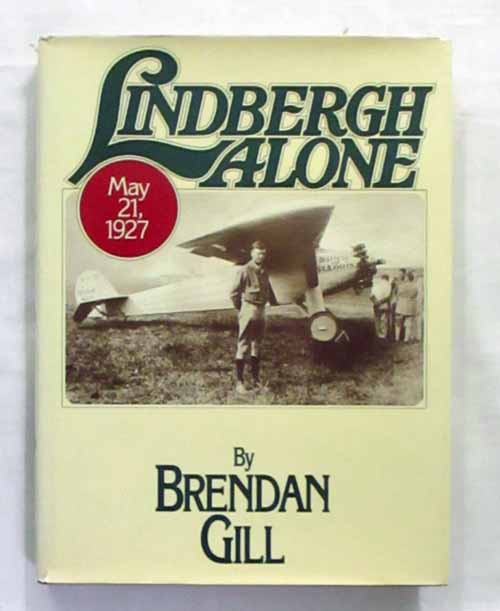 LINDBERGH
ALONE
May
21,
1927
By
BRENDAN
GILL